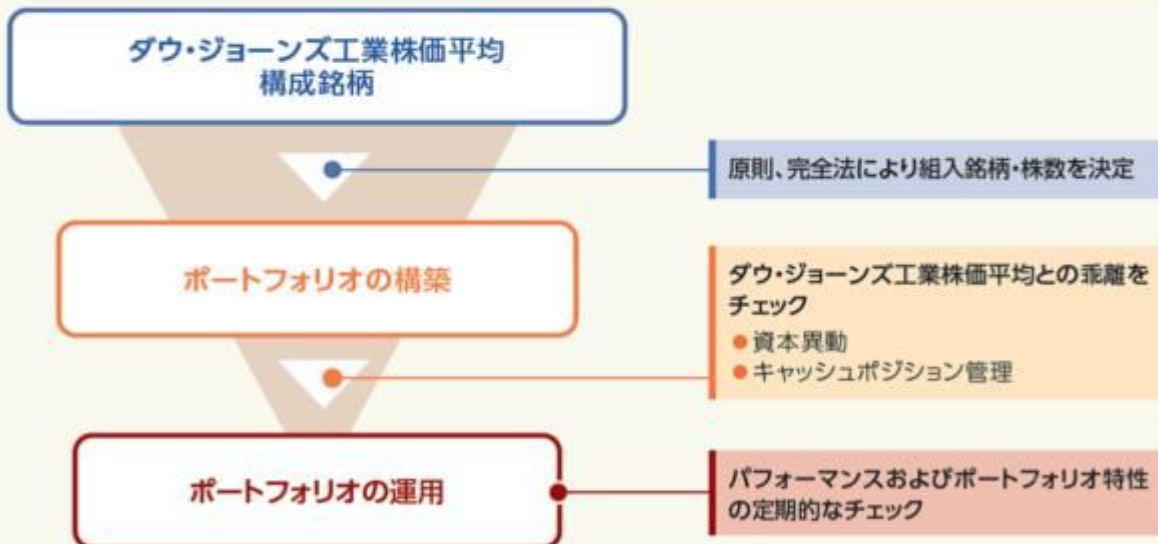 ダウ・ジョーンズ工業株価平均
構成銘柄
原則、完全法により組入銘柄・株数を決定
ポートフォリオの構築
ダウ・ジョーンズ工業株価平均との乖離を
チェック
●資本異動
●キャッシュポジション管理
ポートフォリオの運用
パフォーマンスおよびポートフォリオ特性
の定期的なチェック